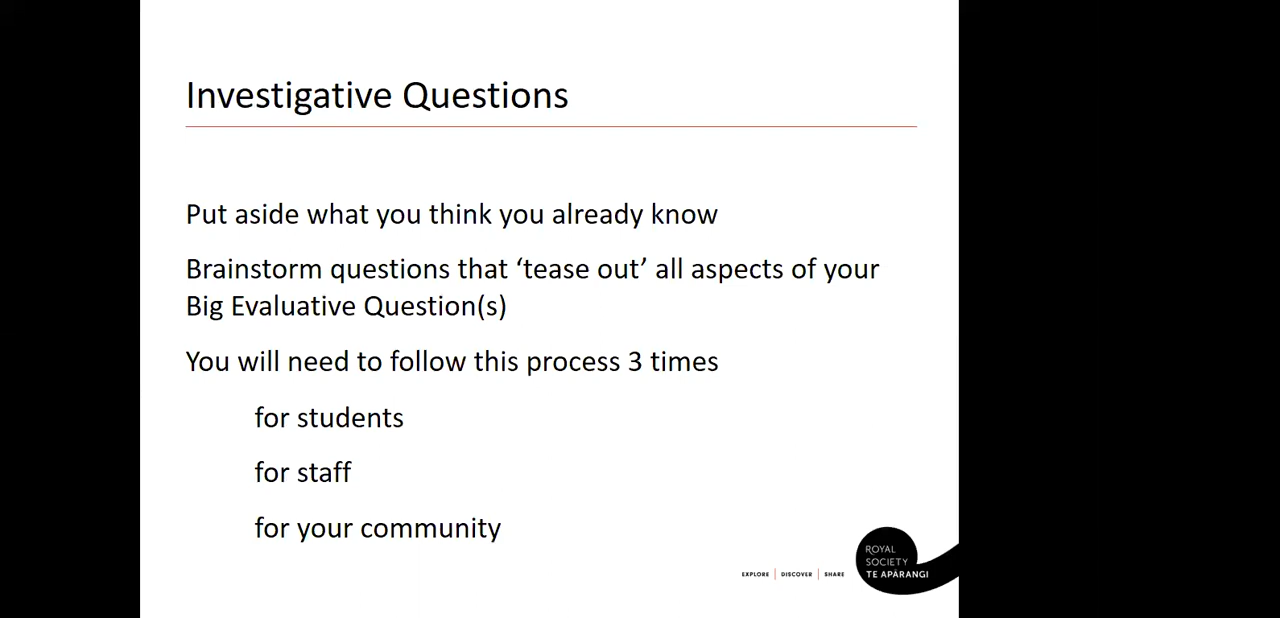 Investigative Questions
Put aside what you think you already know
Brainstorm questions that ‘tease out’ all aspects of your
Big Evaluative Question(s)
You will need to follow this process 3 times
for students
for staff
for your community
EXPLORE | DISCOVER | SHARE
ROYAL
SOCIETY
TE APĀRANGI